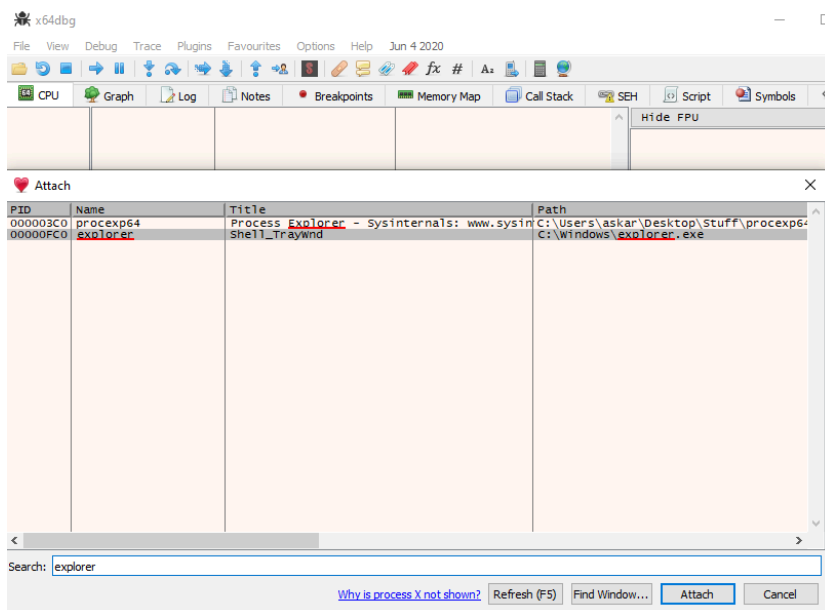 x64dbg
File View Debug Trace Plugins Favourites Options Help Jun 4 2020
fx # Az
CPU Graph Log Notes Breakpoints Memory Map Call Stack SEH Script Symbols
Hide FPU
Attach
PID Name Title Path
000003C0 procexp64 Process Explorer - Sysinternals: www.sysin C:\Users\askar\Desktop\Stuff\procexp64
00000FC0 explorer Shell_TrayWnd C:\Windows\explorer.exe
Search: explorer
Why is process X not shown? Refresh (F5) Find Window... Attach Cancel